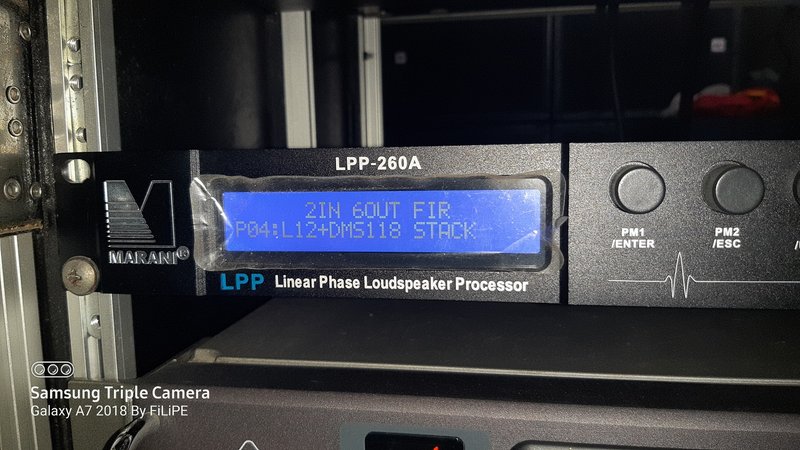 LPP-260A
MARANI®
2IN 6OUT FIR
P04:L12+DMS118 STACK
LPP Linear Phase Loudspeaker Processor
PM1
/ENTER
PM2
/ESC
Samsung Triple Camera
Galaxy A7 2018 By FiLiPE